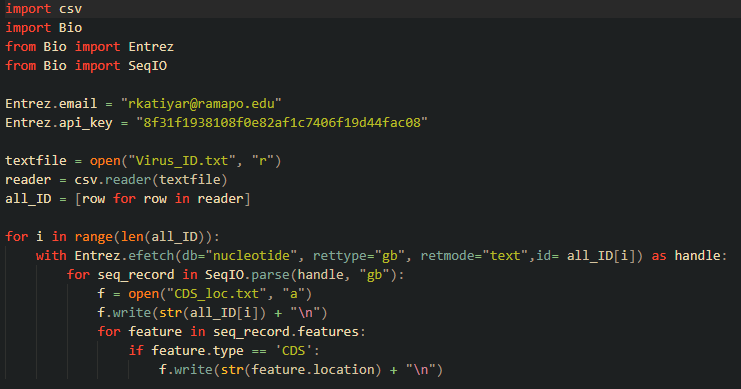 import csv
import Bio
from Bio import Entrez
from Bio import SeqIO
Entrez.email = "rkatiyar@ramapo.edu"
Entrez.api_key = "8f31f1938108f0e82af1c7406f19d44fac08"
textfile = open("Virus_ID.txt", "r")
reader = csv.reader(textfile)
all_ID = [row for row in reader]
for i in range(len(all_ID)):
    with Entrez.efetch(db="nucleotide", rettype="gb", retmode="text",id= all_ID[i]) as handle:
        for seq_record in SeqIO.parse(handle, "gb"):
            f = open("CDS_loc.txt", "a")
            f.write(str(all_ID[i]) + "\n")
            for feature in seq_record.features:
                if feature.type == 'CDS':
                    f.write(str(feature.location) + "\n")